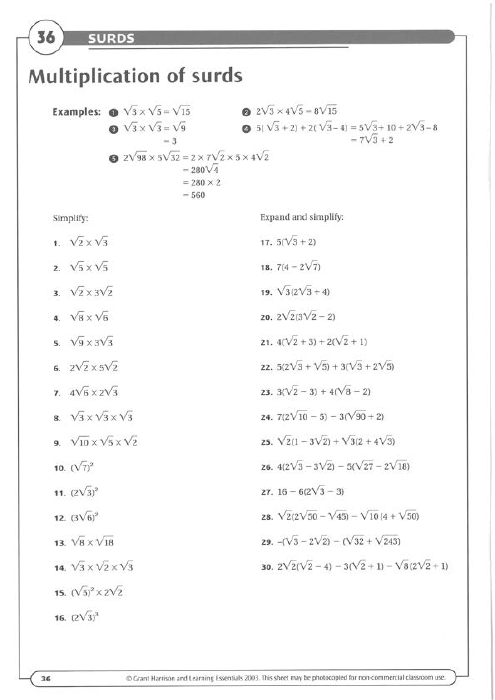 36 SURDS
Multiplication of surds
Examples: ❶ √3 × √5 = √15
❷ 2√3 × 4√5 = 8√15
❸ √3 × √3 = √9
= 3
❹ 5(√3 + 2) + 2(√3 – 4) = 5√3 + 10 + 2√3 – 8
= 7√3 + 2
❺ 2√98 × 5√32 = 2 × 7√2 × 5 × 4√2
= 280√4
= 280 × 2
= 560
Simplify:
1. √2 × √3
2. √5 × √5
3. √2 × 3√2
4. √8 × √6
5. √9 × 3√3
6. 2√2 × 5√2
7. 4√6 × 2√3
8. √3 × √3 × √3
9. √10 × √5 × √2
10. (√7)²
11. (2√3)²
12. (3√6)²
13. √8 × √18
14. √3 × √2 × √3
15. (√5)² × 2√2
16. (2√3)³
Expand and simplify:
17. 5(√3 + 2)
18. 7(4 – 2√7)
19. √3(2√3 + 4)
20. 2√2(3√2 – 2)
21. 4(√2 + 3) + 2(√2 + 1)
22. 5(2√3 + √5) + 3(√3 + 2√5)
23. 3(√2 – 3) + 4(√8 – 2)
24. 7(2√10 – 5) – 3(√90 + 2)
25. √2(1 – 3√2) + √3(2 + 4√3)
26. 4(2√3 – 3√2) – 5(√27 – 2√18)
27. 16 – 6(2√3 – 3)
28. √2(2√50 – √45) – √10(4 + √50)
29. –(√3 – 2√2) – (√32 + √243)
30. 2√2(√2 – 4) – 3(√2 + 1) – √8(2√2 + 1)
36 © Grant Harrison and Learning Essentials 2003. This sheet may be photocopied for non-commercial classroom use.